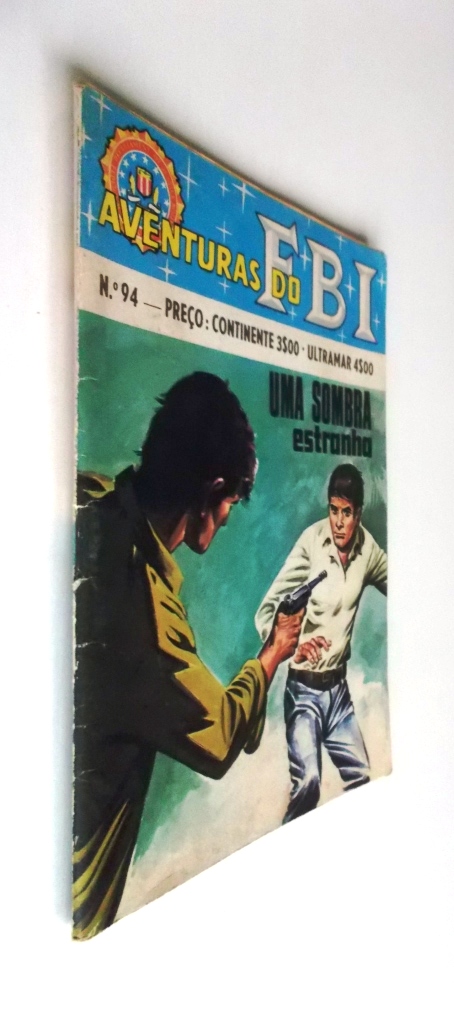 AVENTURAS DO FBI
N.º 94 — PREÇO: CONTINENTE 3$00 · ULTRAMAR 4$00
UMA SOMBRA
estranha